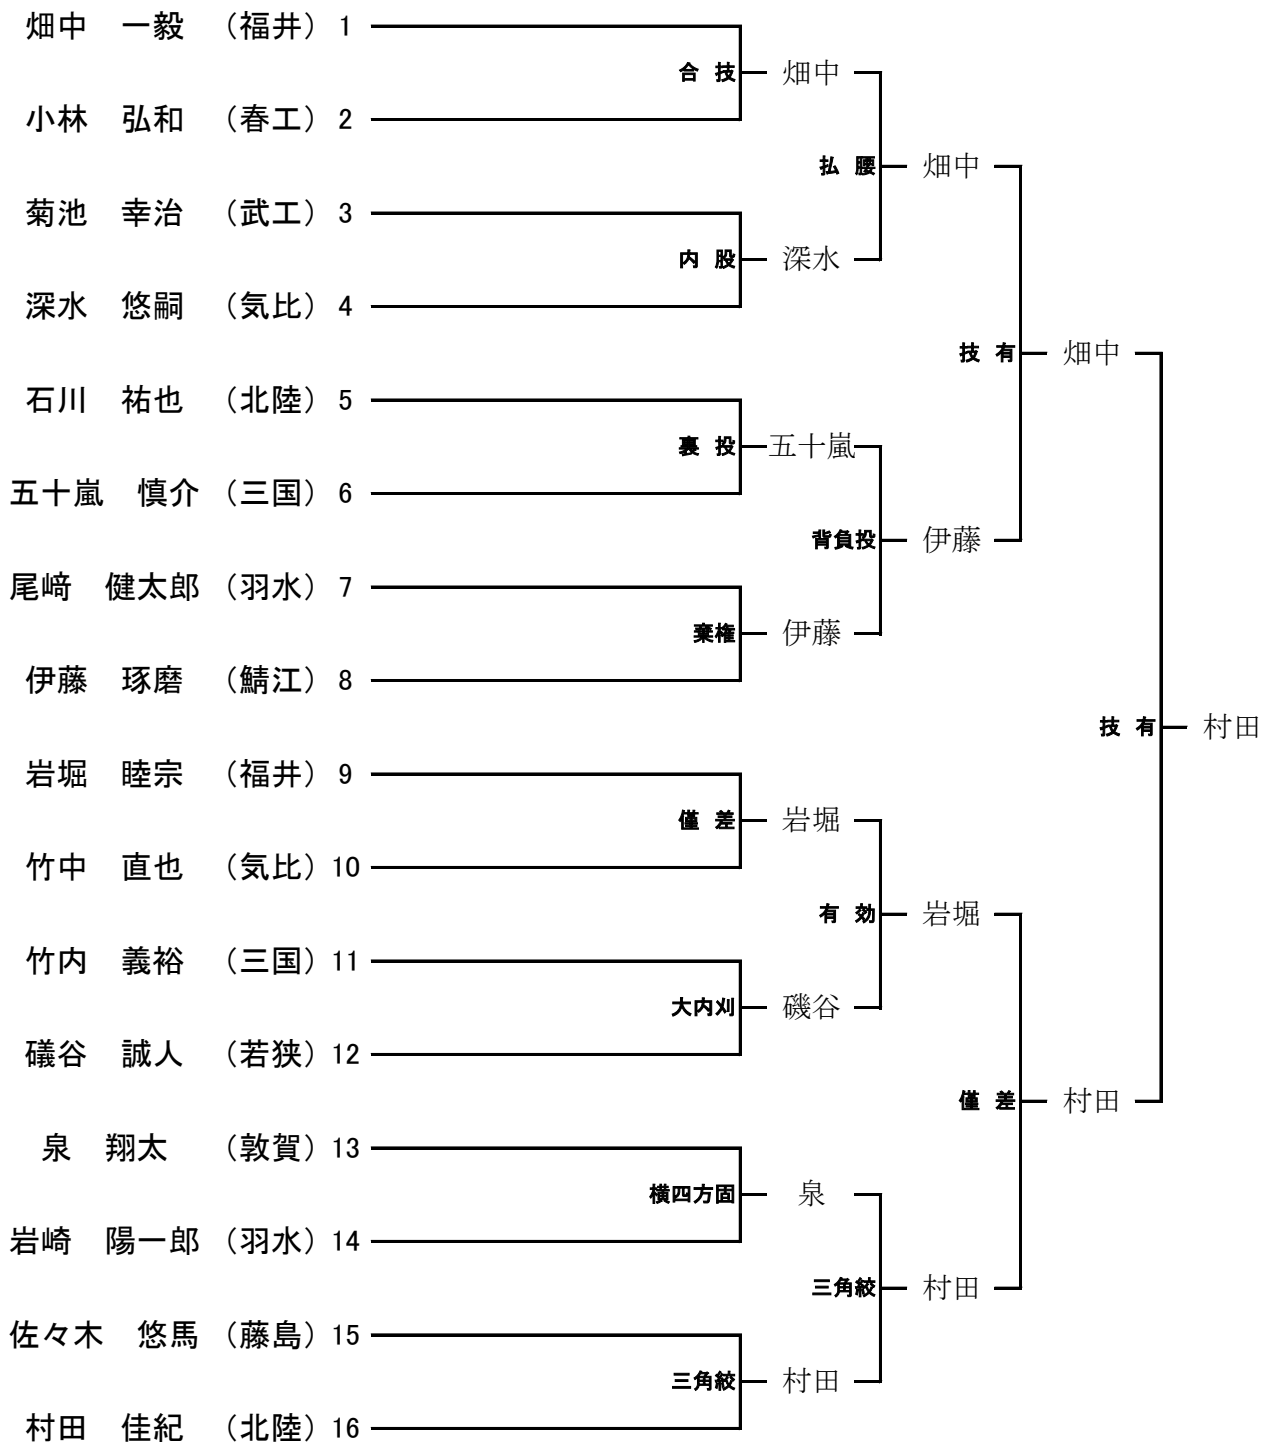 畑中　一毅　（福井）1
合 技　畑中
小林　弘和　（春工）2
払 腰　畑中
菊池　幸治　（武工）3
内 股　深水
深水　悠嗣　（気比）4
技 有　畑中
石川　祐也　（北陸）5
裏 投　五十嵐
五十嵐　慎介　（三国）6
背負投　伊藤
尾﨑　健太郎　（羽水）7
棄権　伊藤
伊藤　琢磨　（鯖江）8
技 有　村田
岩堀　睦宗　（福井）9
僅 差　岩堀
竹中　直也　（気比）10
有 効　岩堀
竹内　義裕　（三国）11
大内刈　磯谷
礒谷　誠人　（若狭）12
僅 差　村田
泉　翔太　（敦賀）13
横四方固　泉
岩崎　陽一郎　（羽水）14
三角絞　村田
佐々木　悠馬　（藤島）15
三角絞　村田
村田　佳紀　（北陸）16